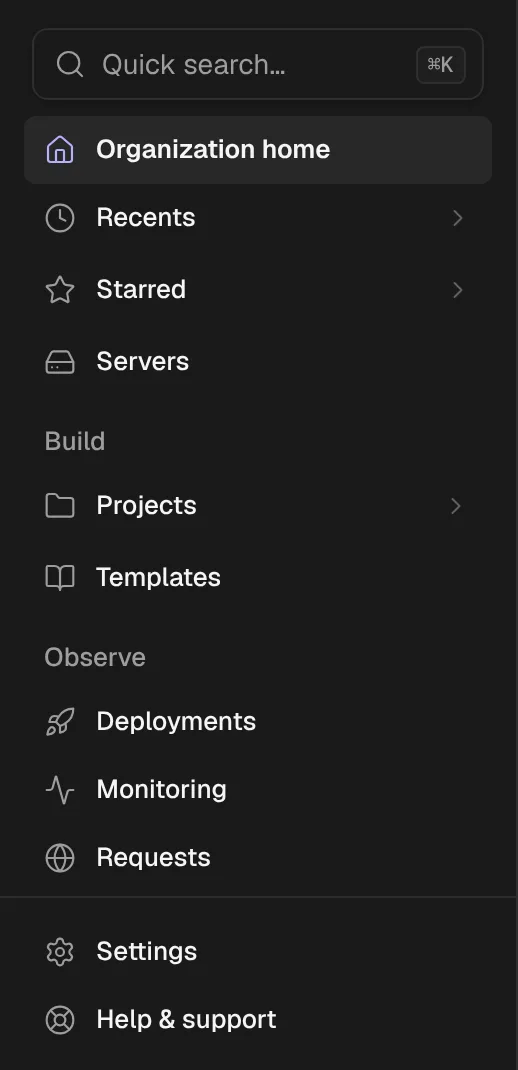 Quick search... ⌘K
Organization home
Recents
Starred
Servers
Build
Projects
Templates
Observe
Deployments
Monitoring
Requests
Settings
Help & support